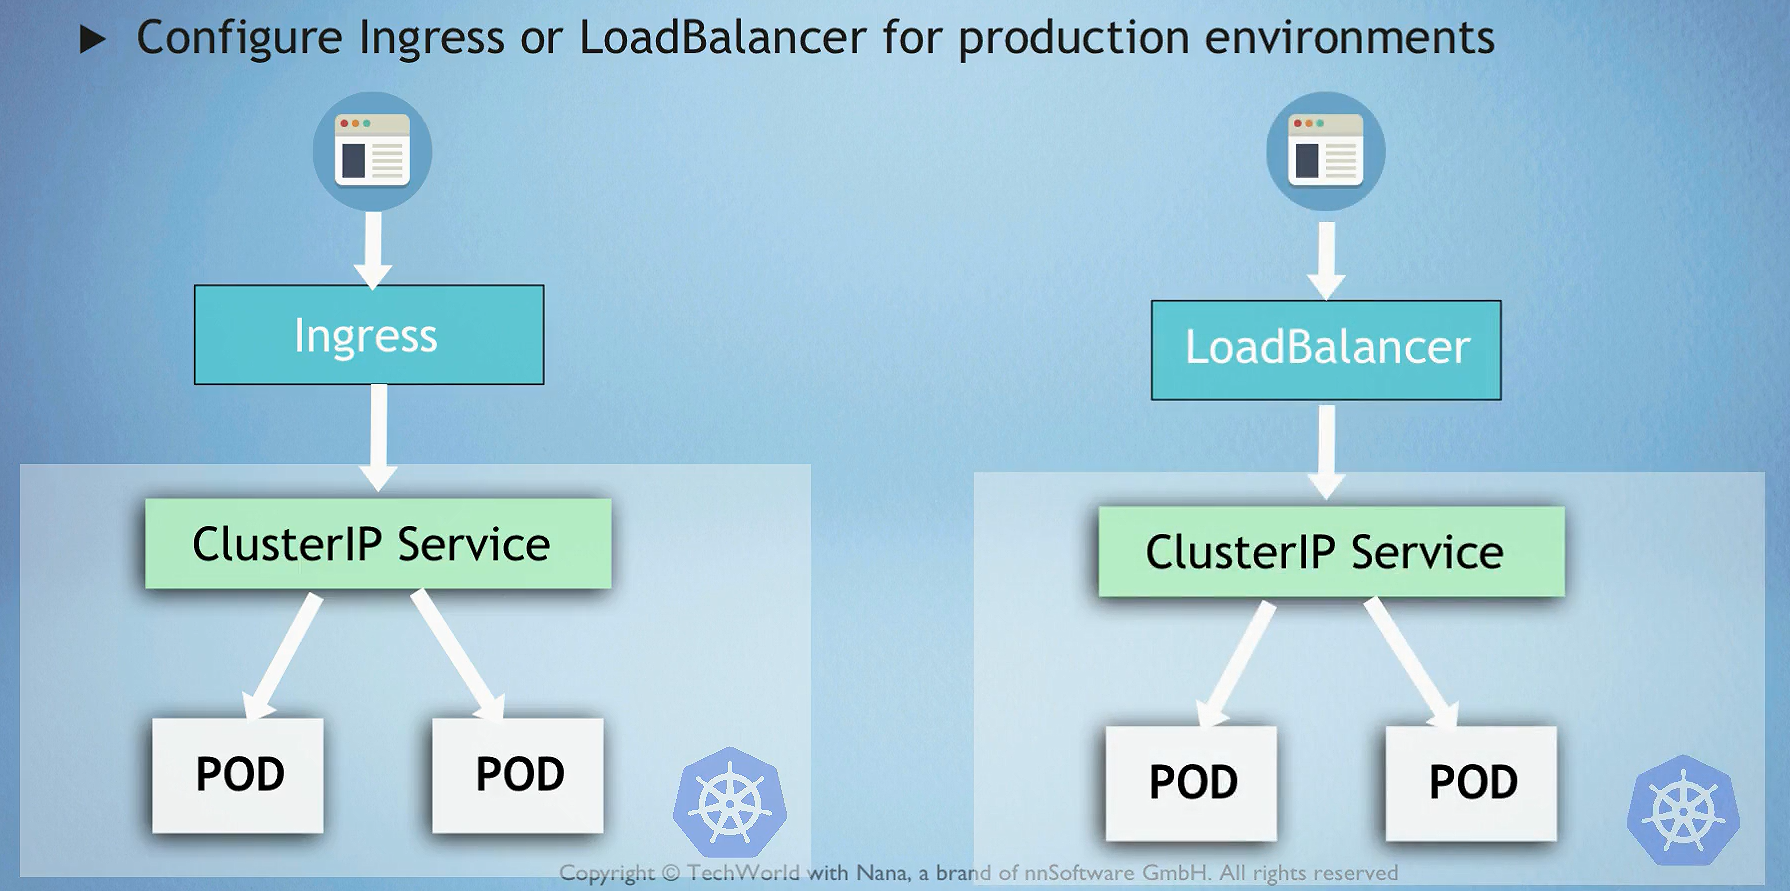 Configure Ingress or LoadBalancer for production environments
Ingress
ClusterIP Service
POD POD
LoadBalancer
ClusterIP Service
POD POD
Copyright © TechWorld with Nana, a brand of nnSoftware GmbH. All rights reserved